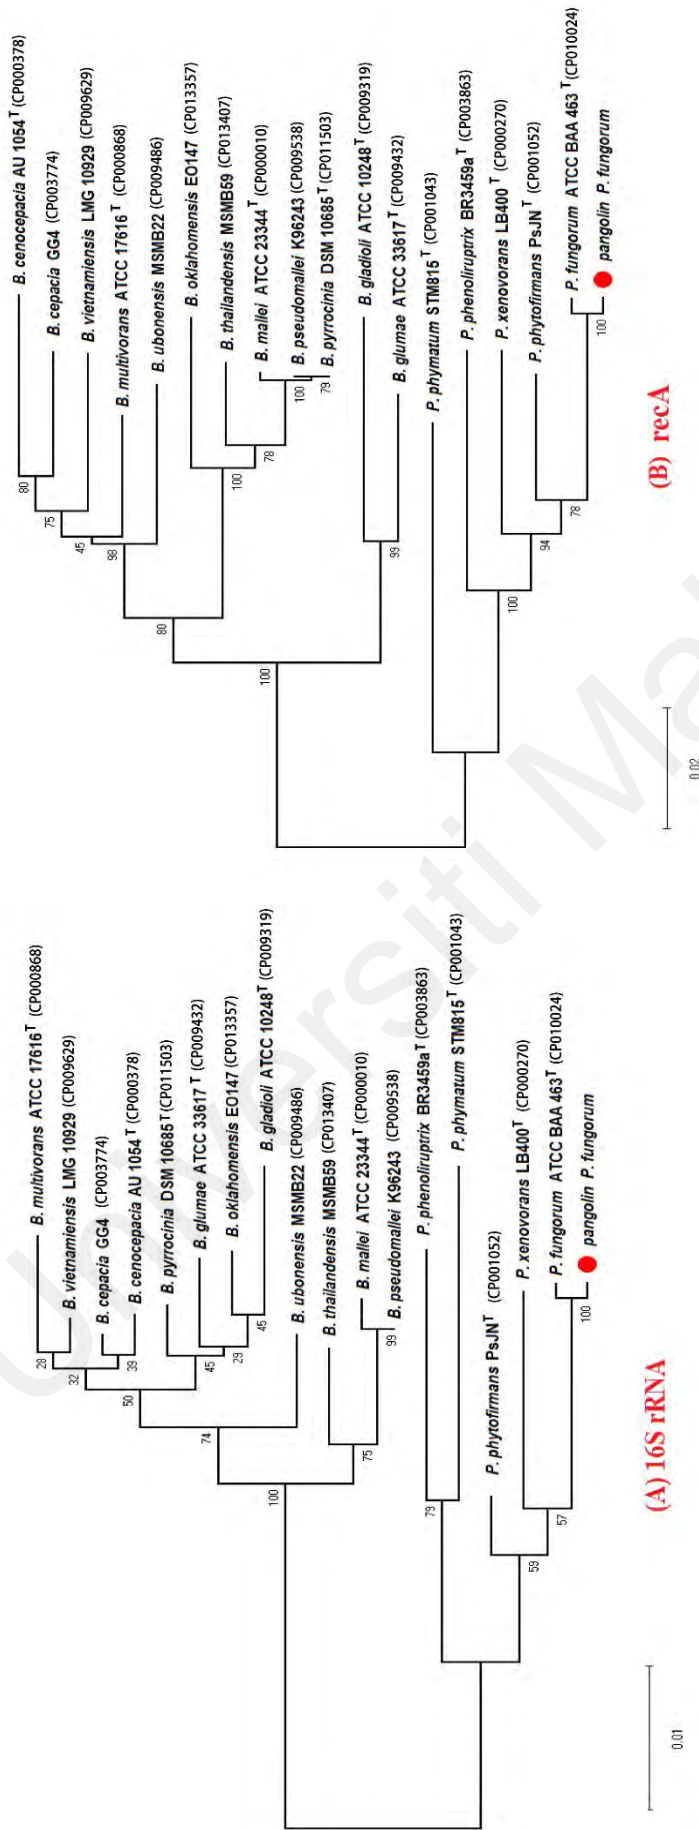 B. multivorans ATCC 17616 T (CP000868)
B. vietnamiensis LMG 10929 (CP009629)
B. cepacia GG4 (CP003774)
B. cenocepacia AU 1054 T (CP000378)
B. pyrrocinia DSM 10685 T (CP011503)
B. glumae ATCC 33617 T (CP009432)
B. oklahomensis EO147 (CP013357)
B. gladioli ATCC 10248 T (CP009319)
B. ubonensis MSMB22 (CP009486)
B. thailandensis MSMB59 (CP013407)
B. mallei ATCC 23344 T (CP000010)
B. pseudomallei K96243 (CP009538)
P. phenoliruptrix BR3459a T (CP003863)
P. phymatum STM815 T (CP001043)
P. phytofirmans PsJN T (CP001052)
P. xenovorans LB400 T (CP000270)
P. fungorum ATCC BAA 463 T (CP010024)
pangolin P. fungorum
28
32
39
50
45
29
45
74
100
75
99
79
59
57
100
0.01
(A) 16S rRNA
B. cenocepacia AU 1054 T (CP000378)
B. cepacia GG4 (CP003774)
B. vietnamiensis LMG 10929 (CP009629)
B. multivorans ATCC 17616 T (CP000868)
B. ubonensis MSMB22 (CP009486)
B. oklahomensis EO147 (CP013357)
B. thailandensis MSMB59 (CP013407)
B. mallei ATCC 23344 T (CP000010)
B. pseudomallei K96243 (CP009538)
B. pyrrocinia DSM 10685 T (CP011503)
B. gladioli ATCC 10248 T (CP009319)
B. glumae ATCC 33617 T (CP009432)
P. phymatum STM815 T (CP001043)
P. phenoliruptrix BR3459a T (CP003863)
P. xenovorans LB400 T (CP000270)
P. phytofirmans PsJN T (CP001052)
P. fungorum ATCC BAA 463 T (CP010024)
pangolin P. fungorum
80
75
45
98
80
100
78
100
79
100
99
100
94
78
100
0.02
(B) recA
Universiti Mal